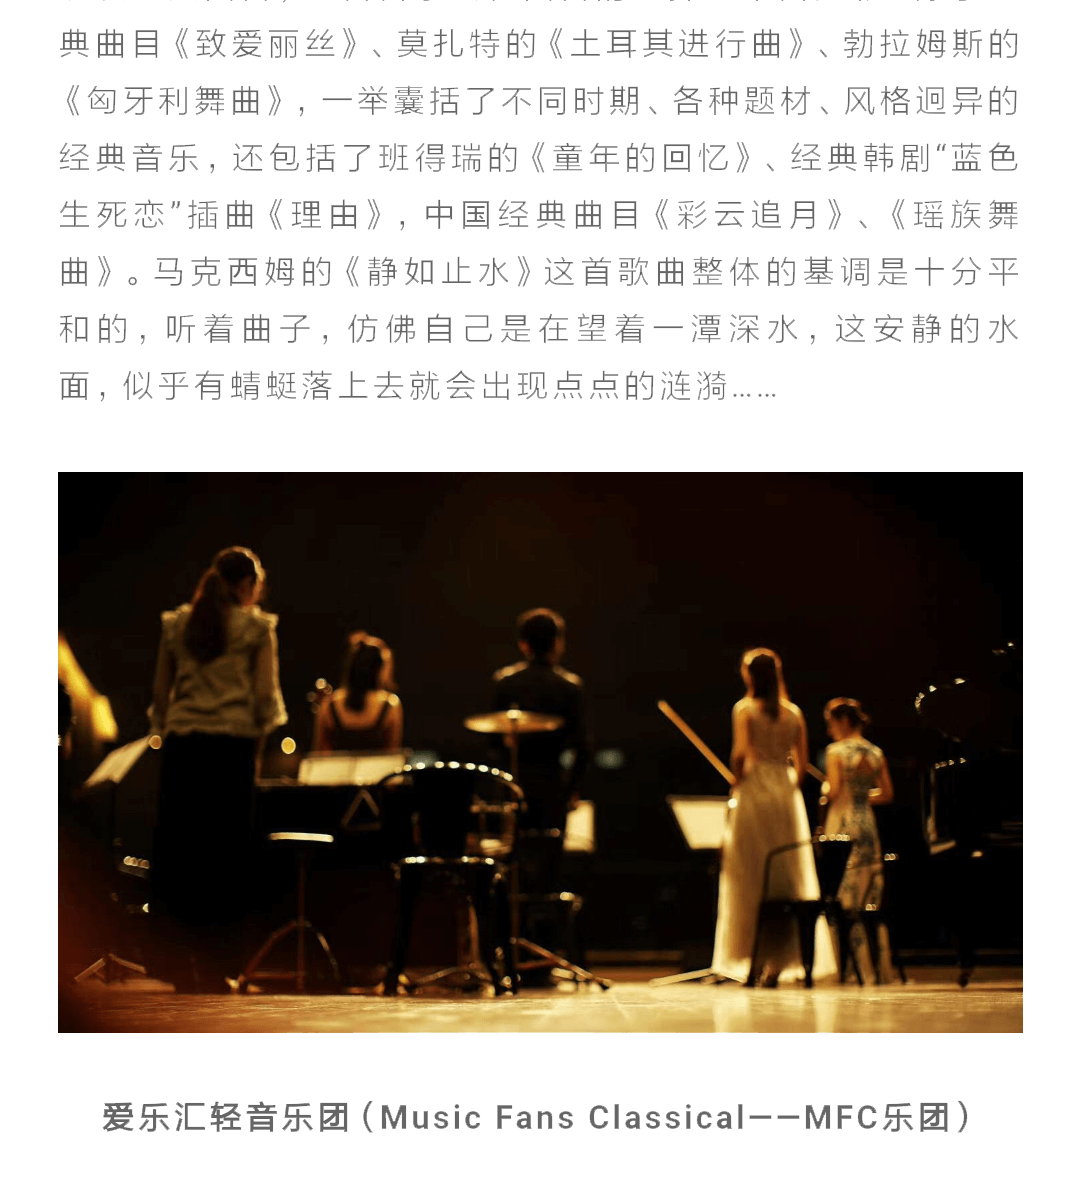 典曲目《致爱丽丝》、莫扎特的《土耳其进行曲》、勃拉姆斯的
《匈牙利舞曲》，一举囊括了不同时期、各种题材、风格迥异的
经典音乐，还包括了班得瑞的《童年的回忆》、经典韩剧“蓝色
生死恋”插曲《理由》，中国经典曲目《彩云追月》、《瑶族舞
曲》。马克西姆的《静如止水》这首歌曲整体的基调是十分平
和的，听着曲子，仿佛自己是在望着一潭深水，这安静的水
面，似乎有蜻蜓落上去就会出现点点的涟漪……
爱乐汇轻音乐团（Music Fans Classical——MFC乐团）